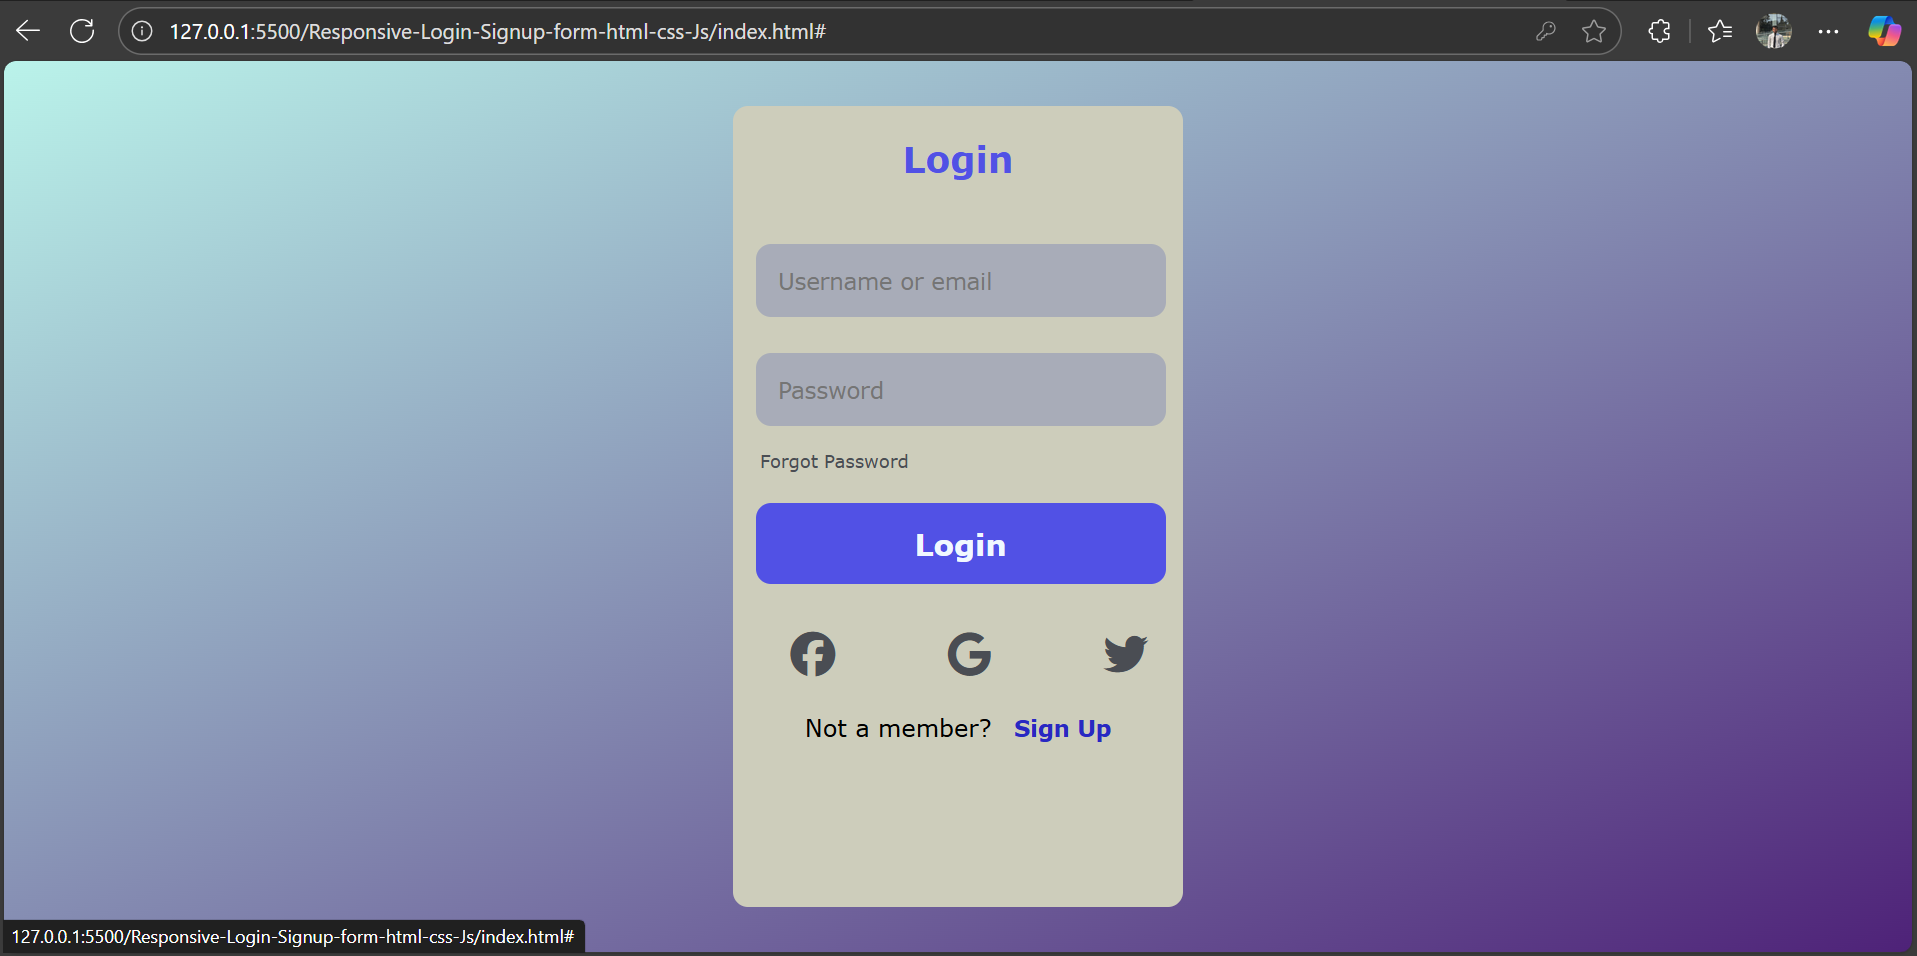 127.0.0.1:5500/Responsive-Login-Signup-form-html-css-Js/index.html#
Login
Username or email
Password
Forgot Password
Login
Not a member? Sign Up
127.0.0.1:5500/Responsive-Login-Signup-form-html-css-Js/index.html#